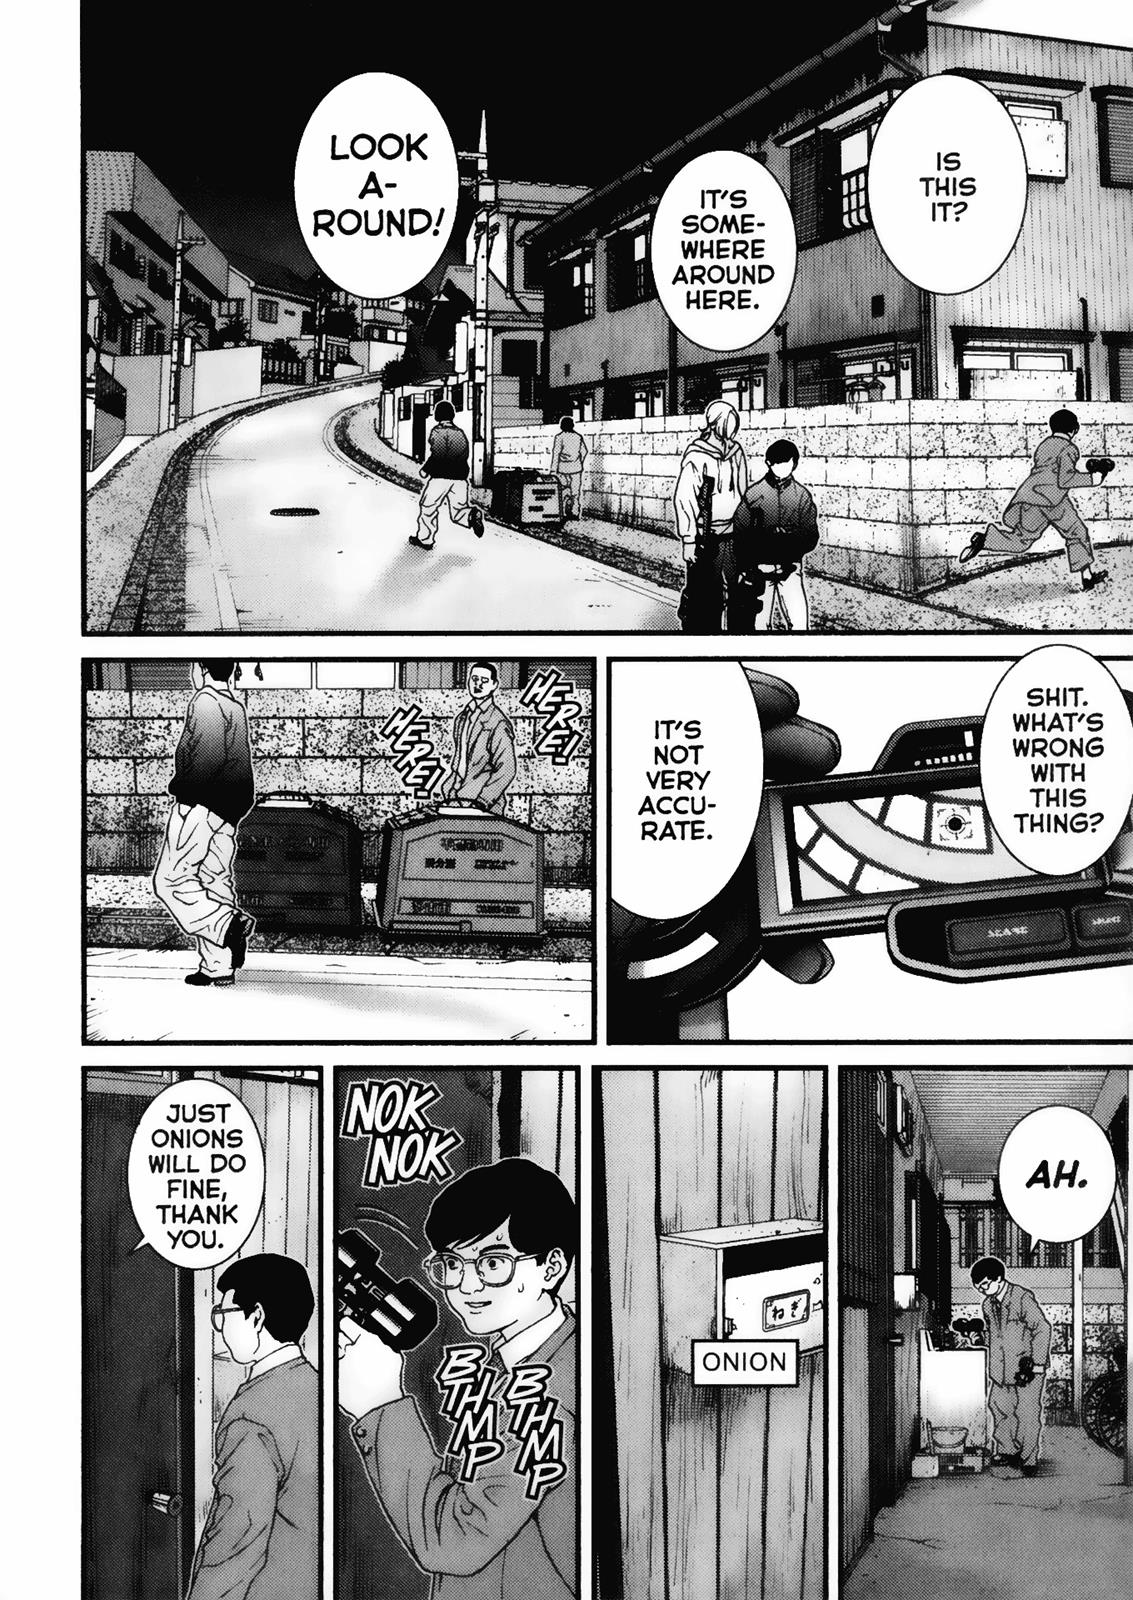 IS
THIS
IT?
IT'S
SOME-
WHERE
AROUND
HERE.
LOOK
A-
ROUND!
SHIT.
WHAT'S
WRONG
WITH
THIS
THING?
IT'S
NOT
VERY
ACCU-
RATE.
HERE!
HERE!
AH.
ねぎ
ONION
NOK
NOK
BTHMP
BTHMP
JUST
ONIONS
WILL DO
FINE,
THANK
YOU.